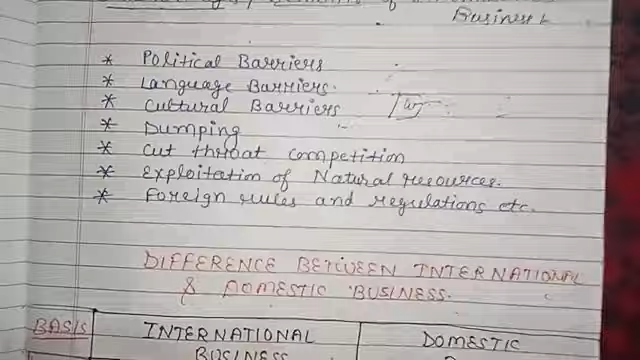 Business
* Political Barriers
* Language Barriers.
* Cultural Barriers
* Dumping
* Cut throat competition
* Exploitation of Natural resources.
* Foreign rules and regulations etc.
DIFFERENCE BETWEEN INTERNATIONAL
& DOMESTIC BUSINESS.
BASIS INTERNATIONAL DOMESTIC
BUSINESS